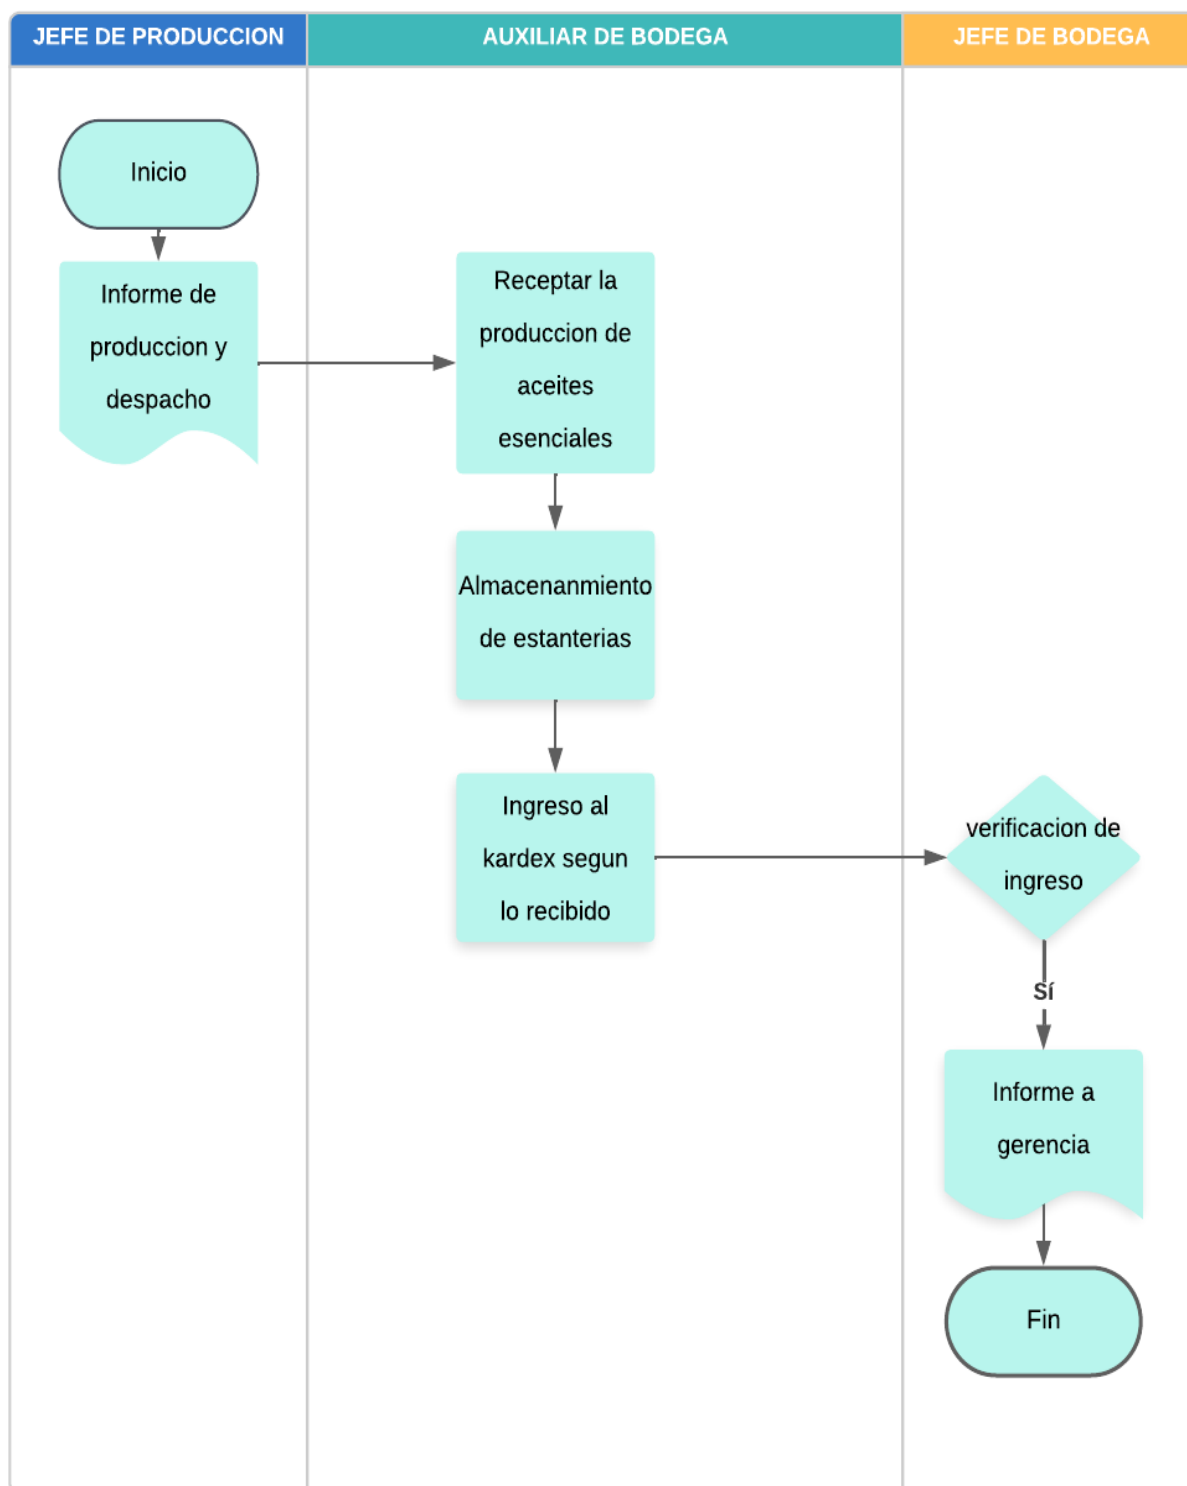 JEFE DE PRODUCCION
AUXILIAR DE BODEGA
JEFE DE BODEGA
Inicio
Informe de
produccion y
despacho
Receptar la
produccion de
aceites
esenciales
Almacenanmiento
de estanterias
Ingreso al
kardex segun
lo recibido
verificacion de
ingreso
Sí
Informe a
gerencia
Fin